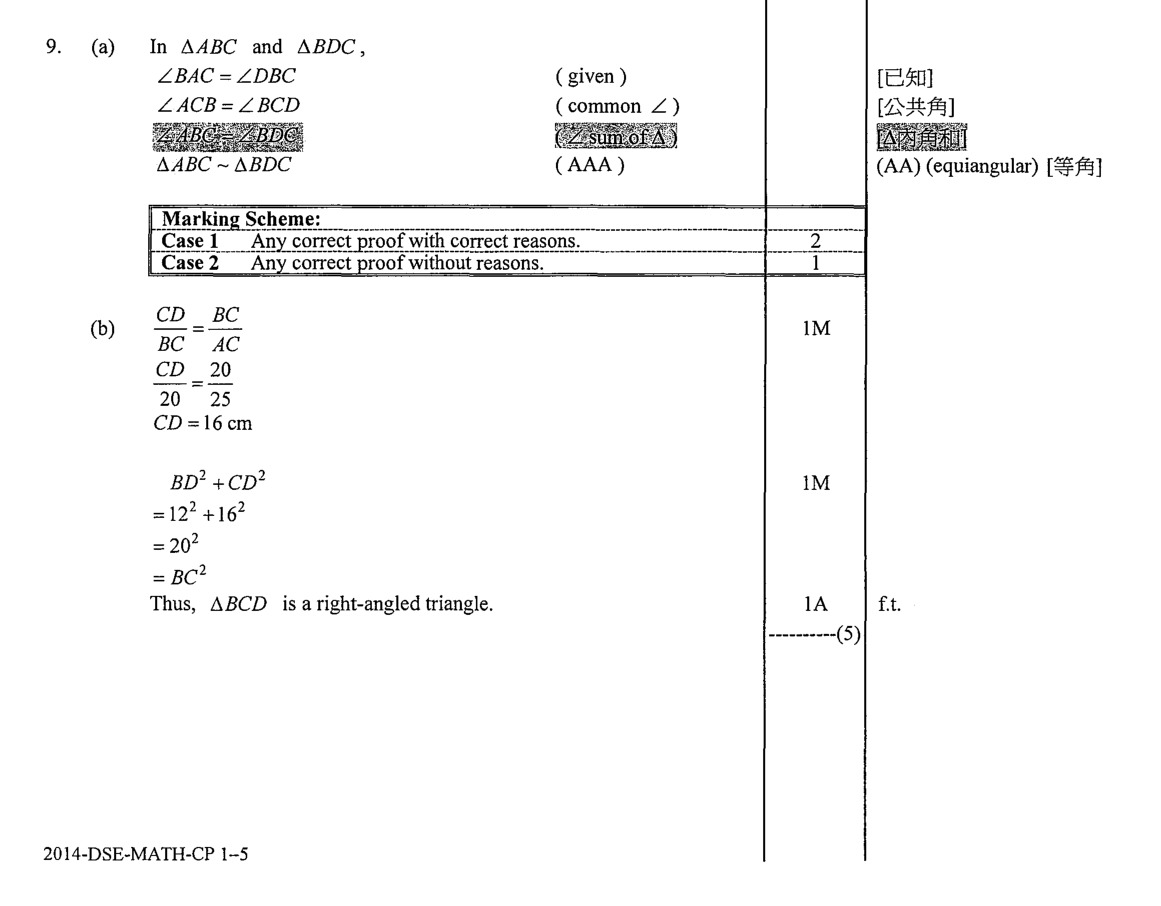 9. (a) In ΔABC and ΔBDC,
∠BAC = ∠DBC (given) [已知]
∠ACB = ∠BCD (common ∠) [公共角]
∠ABC = ∠BDC (∠ sum of Δ) [Δ內角和]
ΔABC ~ ΔBDC (AAA) (AA) (equiangular) [等角]
Marking Scheme:
Case 1 Any correct proof with correct reasons. 2
Case 2 Any correct proof without reasons. 1
(b) CD/BC = BC/AC 1M
CD/20 = 20/25
CD = 16 cm
BD² + CD² 1M
= 12² + 16²
= 20²
= BC²
Thus, ΔBCD is a right-angled triangle. 1A f.t.
----------(5)
2014-DSE-MATH-CP 1–5